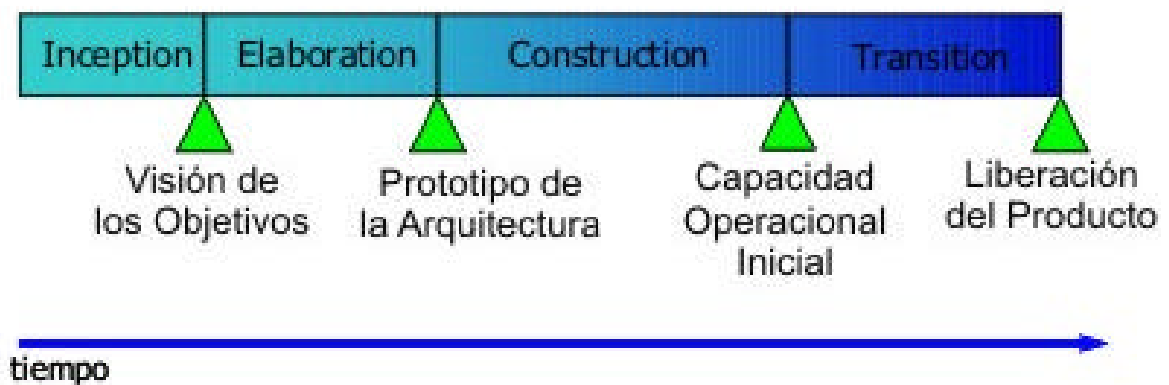 Inception Elaboration Construction Transition
Visión de
los Objetivos
Prototipo de
la Arquitectura
Capacidad
Operacional
Inicial
Liberación
del Producto
tiempo